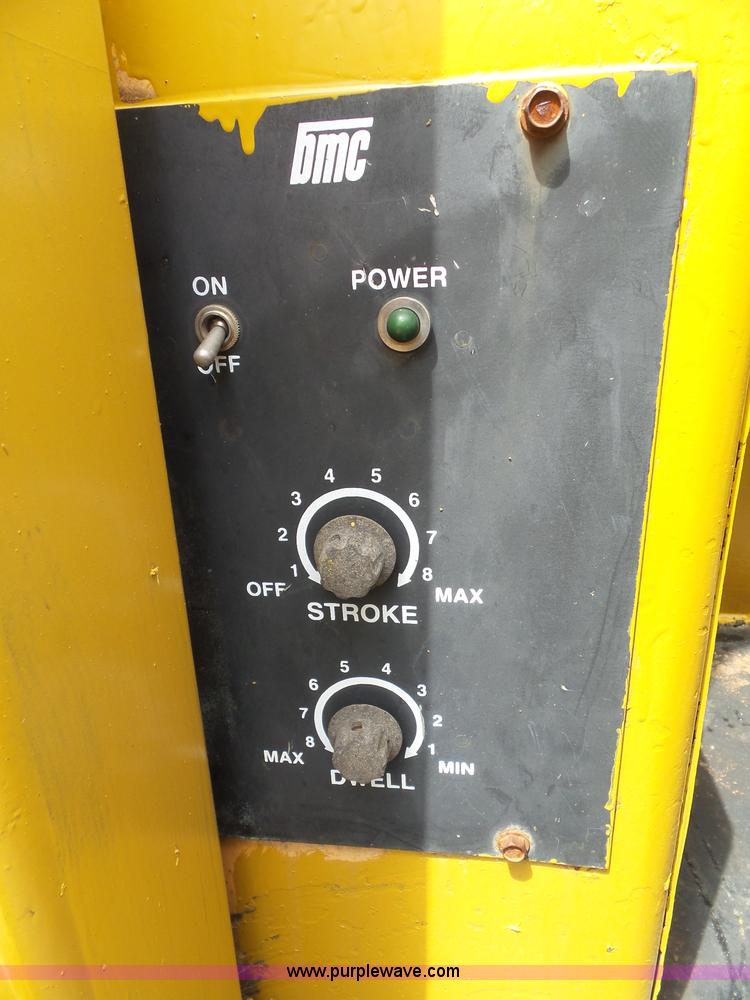 bmc
ON
POWER
OFF
4 5
3 6
2 7
1 8
OFF MAX
STROKE
5 4
6 3
7 2
8 1
MAX MIN
DWELL
www.purplewave.com